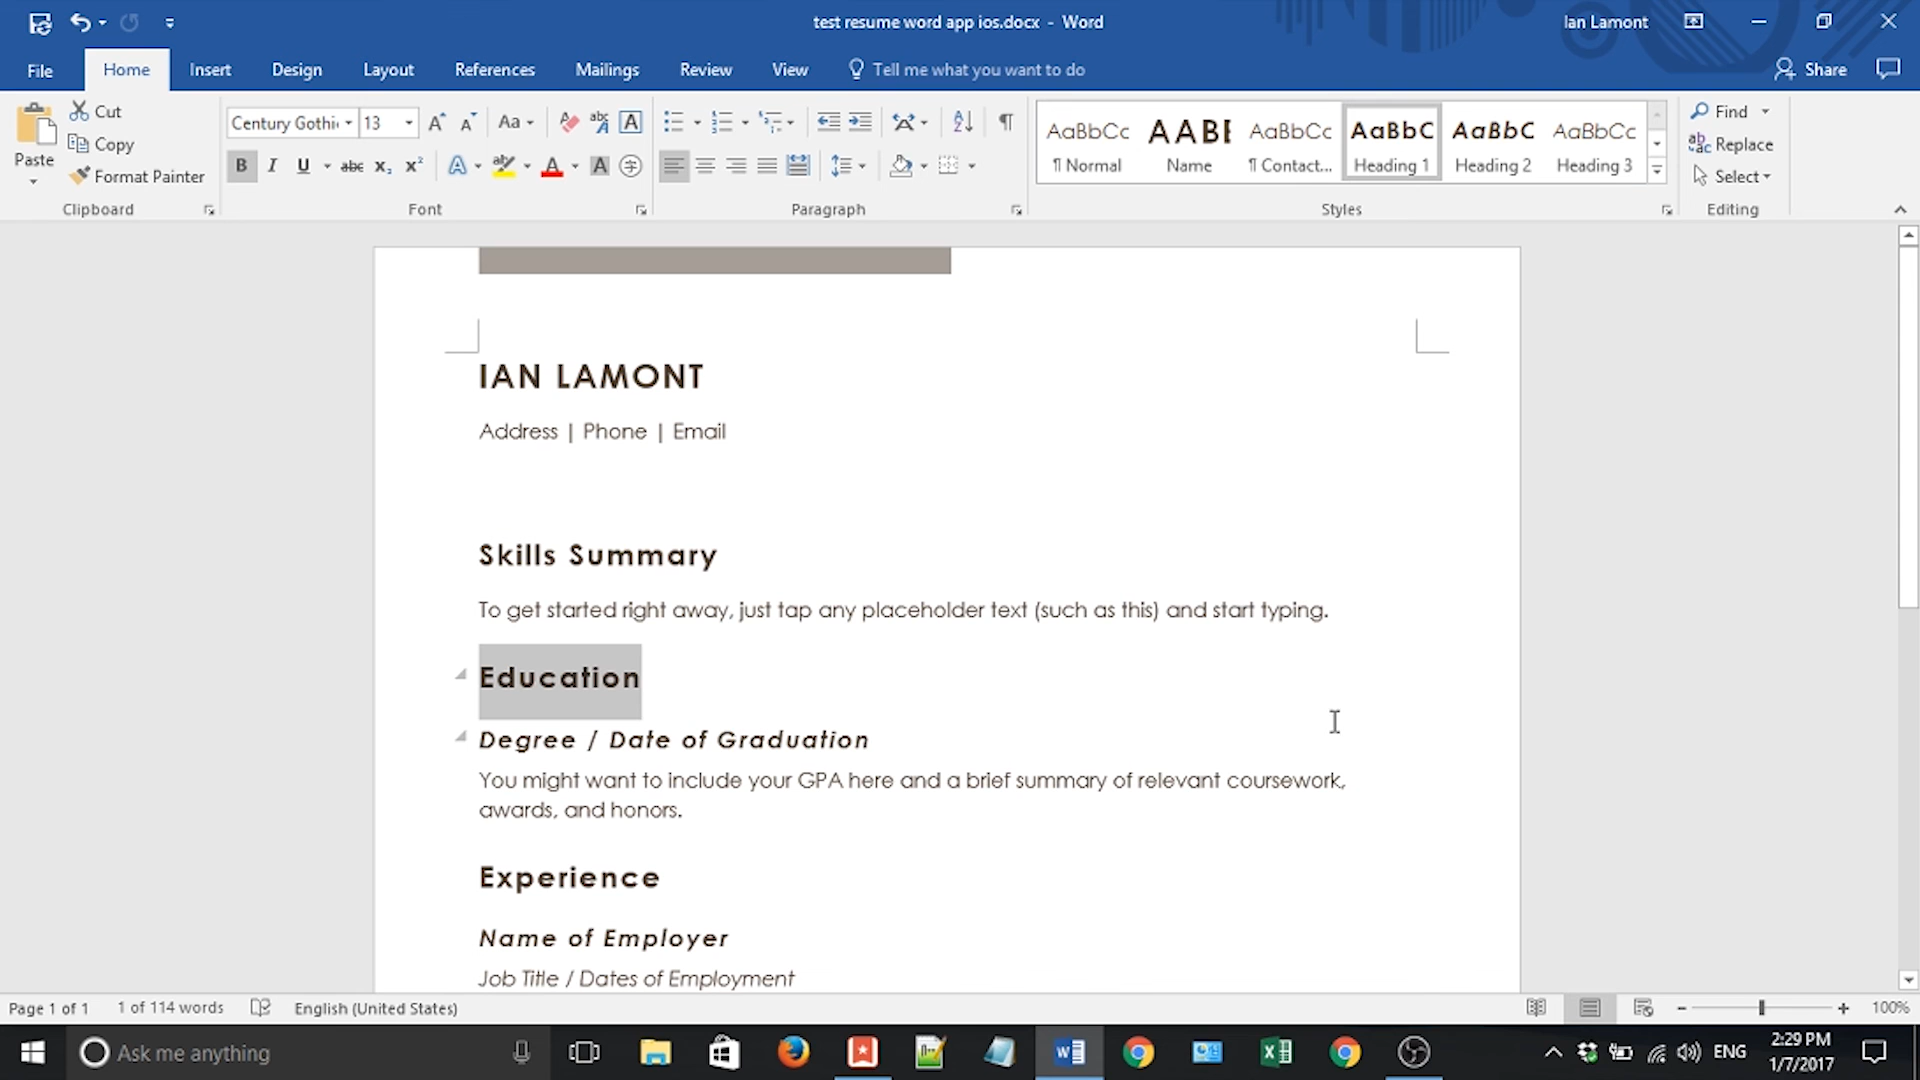 test resume word app ios.docx - Word
Ian Lamont
File Home Insert Design Layout References Mailings Review View Tell me what you want to do Share
Paste
Cut
Copy
Format Painter
Clipboard
Century Gothi 13 Aa
B I U abc X₂ X² A A A
Font
Paragraph
AaBbCc AABI AaBbCc AaBbC AaBbC AaBbCc
¶ Normal Name ¶ Contact... Heading 1 Heading 2 Heading 3
Styles
Find
Replace
Select
Editing
IAN LAMONT
Address | Phone | Email
Skills Summary
To get started right away, just tap any placeholder text (such as this) and start typing.
Education
Degree / Date of Graduation
You might want to include your GPA here and a brief summary of relevant coursework,
awards, and honors.
Experience
Name of Employer
Job Title / Dates of Employment
Page 1 of 1 1 of 114 words English (United States) 100%
Ask me anything
ENG
2:29 PM
1/7/2017